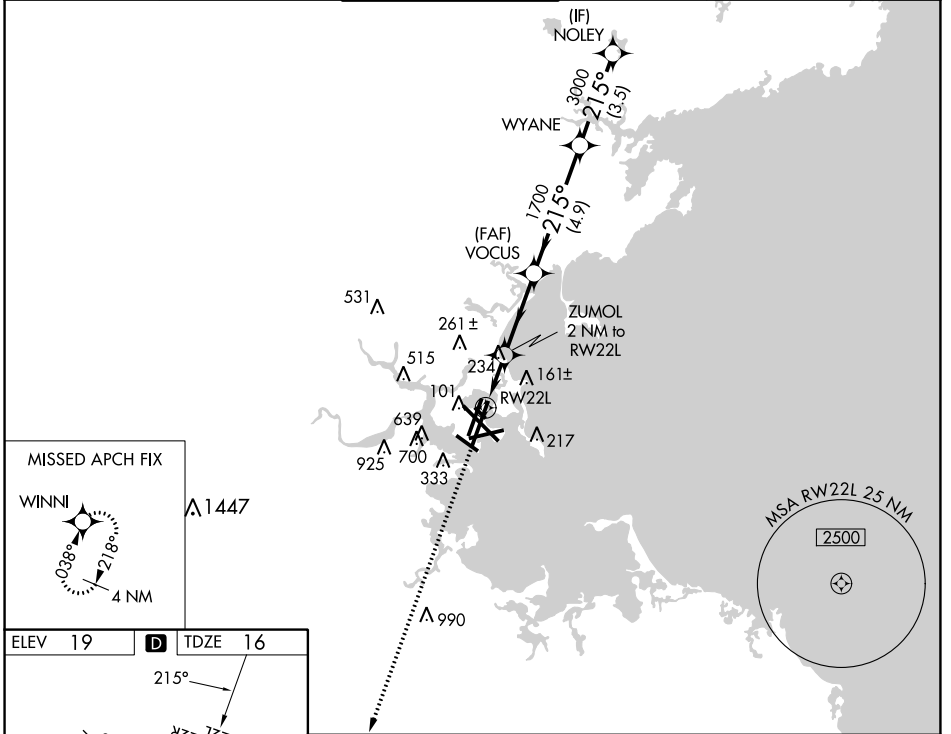 (IF)
NOLEY
3000
215°
(3.5)
WYANE
1700
215°
(4.9)
(FAF)
VOCUS
ZUMOL
2 NM to
RW22L
531
261±
234
515
161±
101
RW22L
639
217
700
925
333
MISSED APCH FIX
WINNI
038°
218°
4 NM
1447
MSA RW22L 25 NM
2500
990
ELEV 19
D
TDZE 16
215°